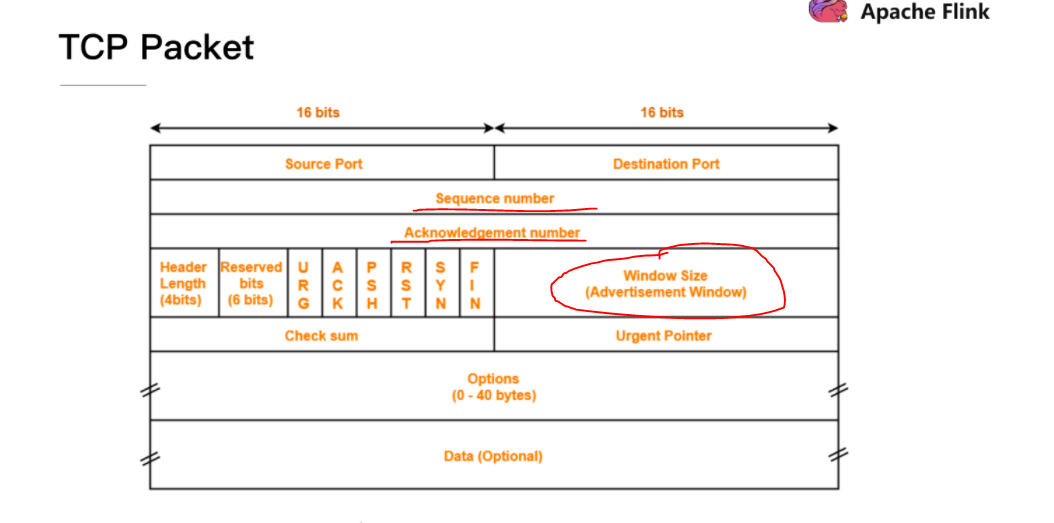 Apache Flink
TCP Packet
16 bits 16 bits
Source Port Destination Port
Sequence number
Acknowledgement number
Header Length (4bits) Reserved bits (6 bits) URG ACK PSH RST SYN FIN Window Size (Advertisement Window)
Check sum Urgent Pointer
Options
(0 - 40 bytes)
Data (Optional)